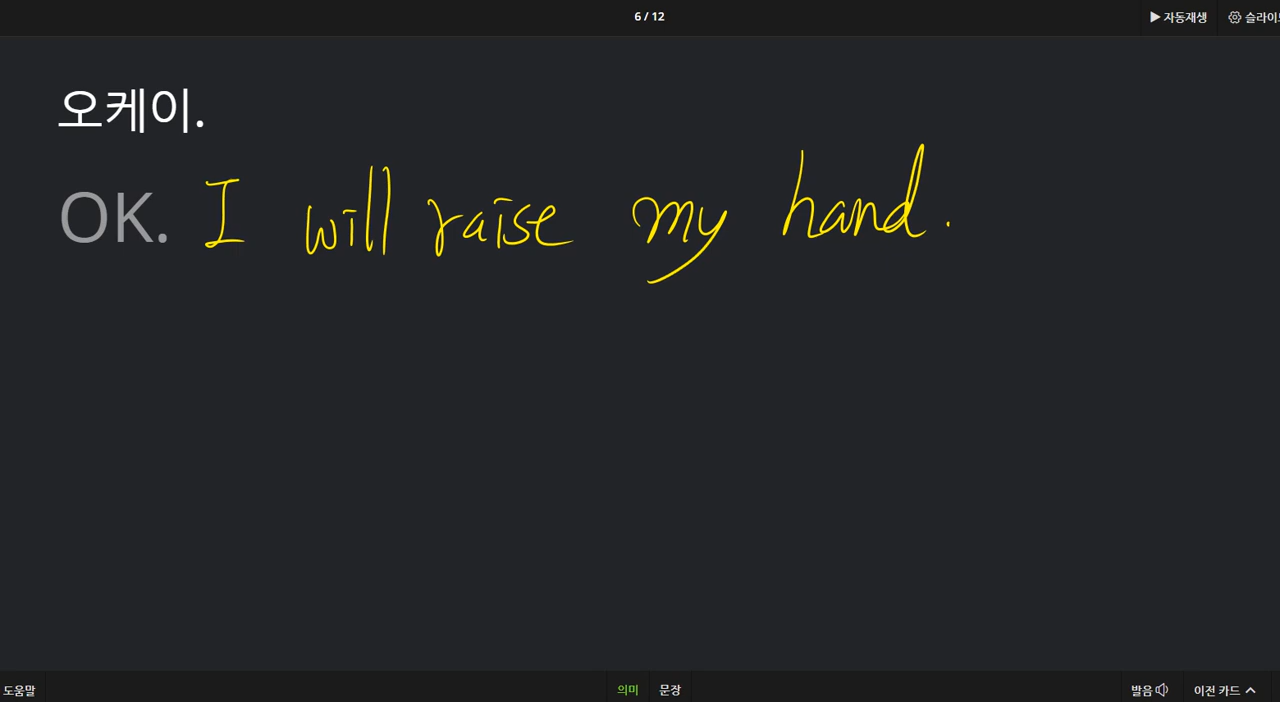 6 / 12
▶ 자동재생
슬라이드
오케이.
OK. I will raise my hand.
도움말
의미
문장
발음
이전 카드